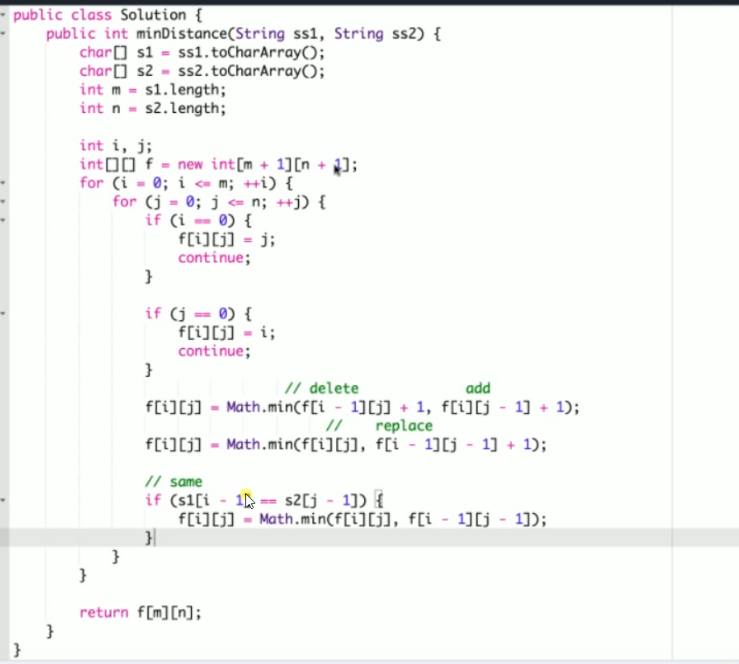 public class Solution {
    public int minDistance(String ss1, String ss2) {
        char[] s1 = ss1.toCharArray();
        char[] s2 = ss2.toCharArray();
        int m = s1.length;
        int n = s2.length;

        int i, j;
        int[][] f = new int[m + 1][n + 1];
        for (i = 0; i <= m; ++i) {
            for (j = 0; j <= n; ++j) {
                if (i == 0) {
                    f[i][j] = j;
                    continue;
                }

                if (j == 0) {
                    f[i][j] = i;
                    continue;
                }
                                 // delete             add
                f[i][j] = Math.min(f[i - 1][j] + 1, f[i][j - 1] + 1);
                                      //    replace
                f[i][j] = Math.min(f[i][j], f[i - 1][j - 1] + 1);

                // same
                if (s1[i - 1] == s2[j - 1]) {
                    f[i][j] = Math.min(f[i][j], f[i - 1][j - 1]);
                }
            }
        }

        return f[m][n];
    }
}